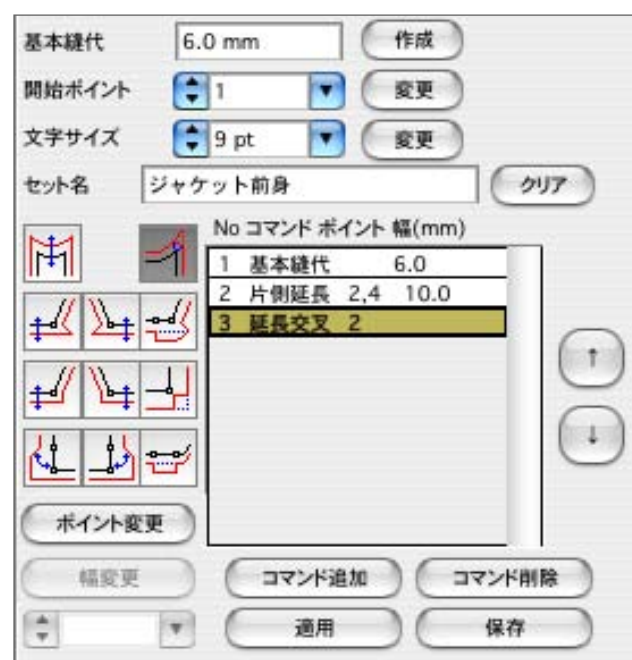 基本縫代 6.0 mm 作成
開始ポイント 1 変更
文字サイズ 9 pt 変更
セット名 ジャケット前身 クリア
No コマンド ポイント 幅(mm)
1 基本縫代 6.0
2 片側延長 2,4 10.0
3 延長交叉 2
↑
↓
ポイント変更
幅変更 コマンド追加 コマンド削除
適用 保存